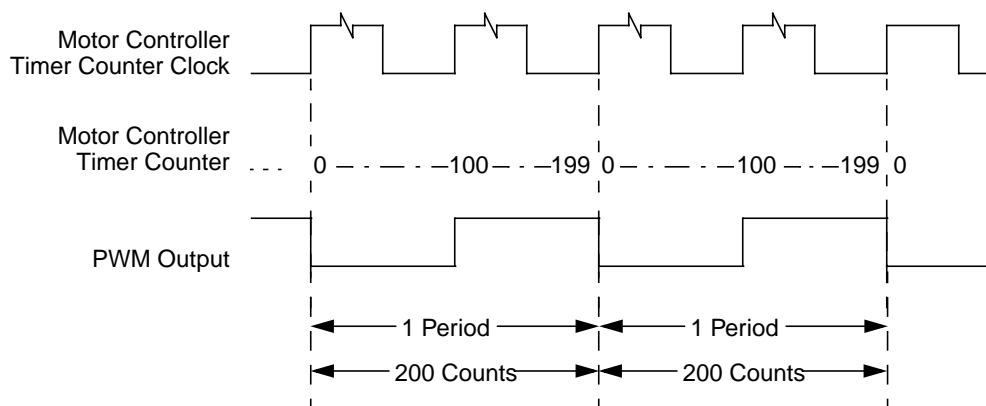 Motor Controller
Timer Counter Clock
Motor Controller
Timer Counter
0 100 199 0 100 199 0
PWM Output
1 Period 1 Period
200 Counts 200 Counts